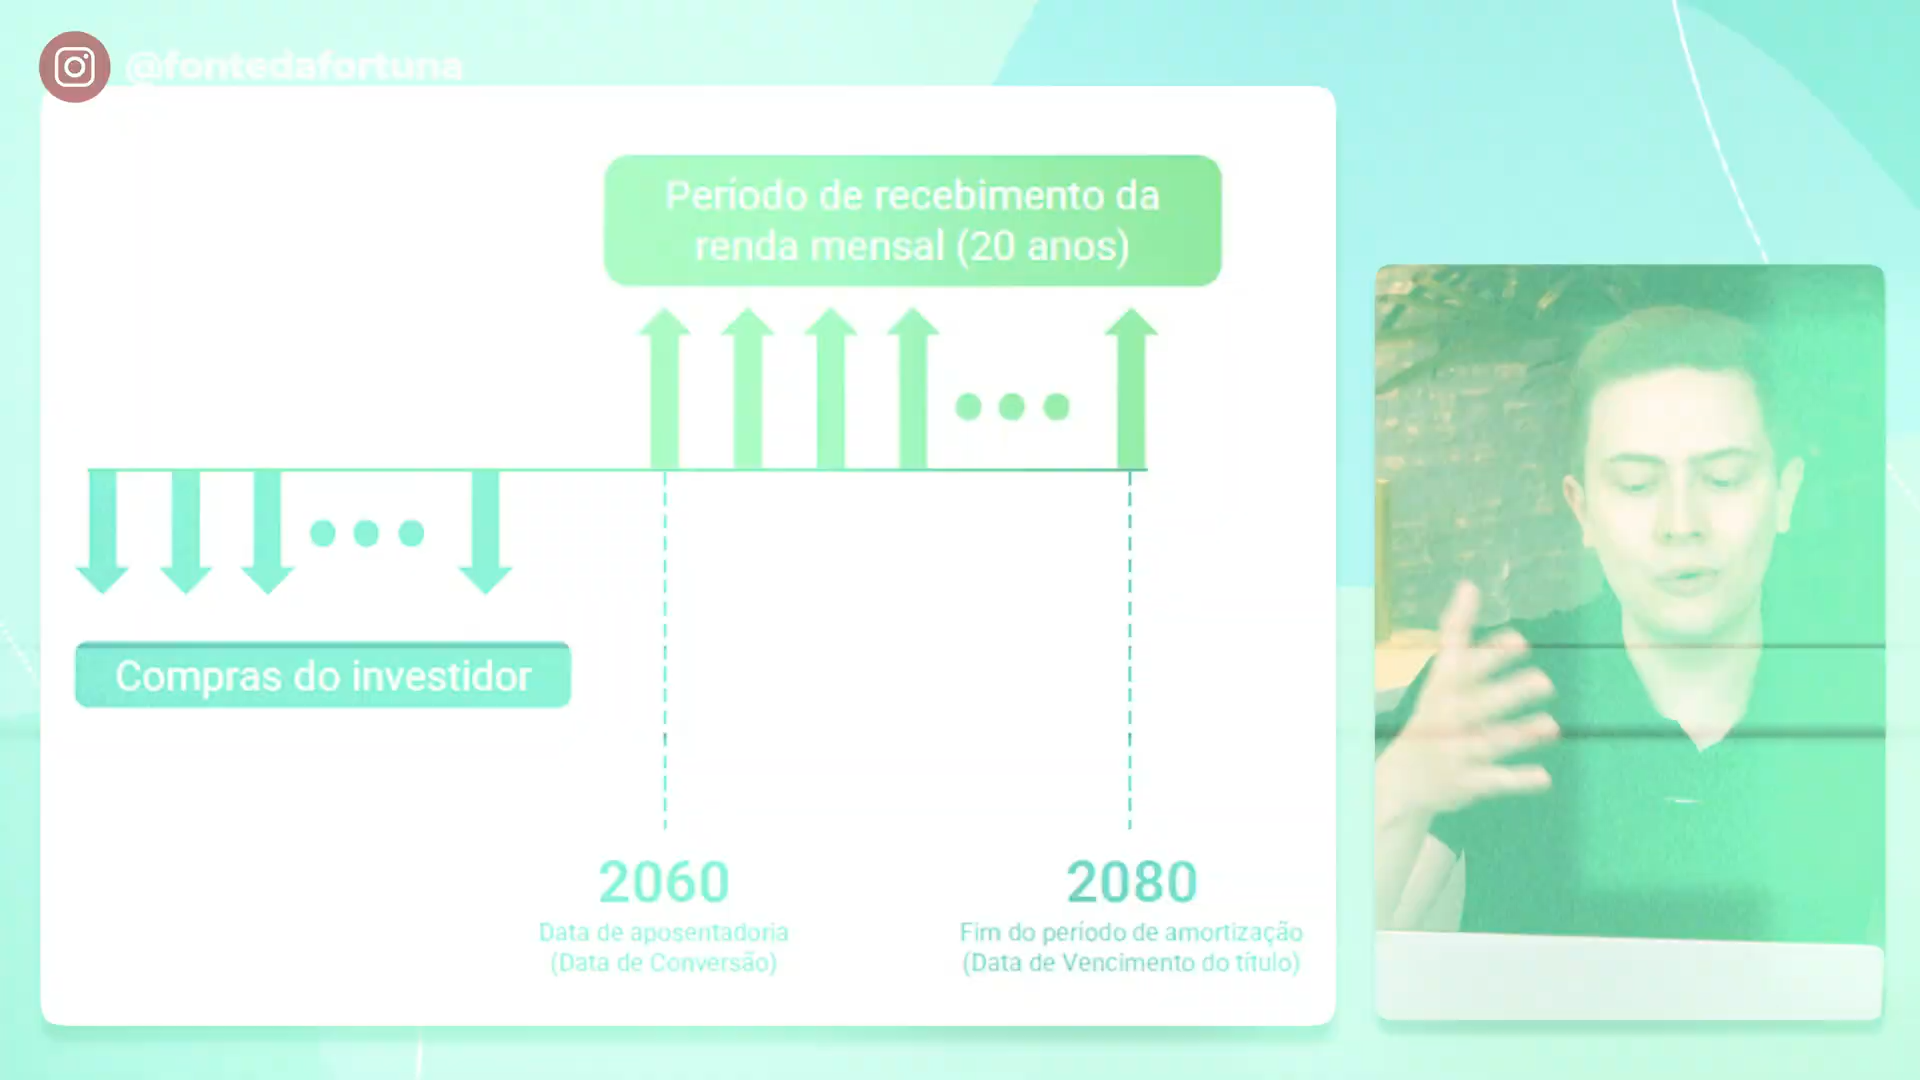 @fontedafortuna
Período de recebimento da
renda mensal (20 anos)
Compras do investidor
2060
Data de aposentadoria
(Data de Conversão)
2080
Fim do período de amortização
(Data de Vencimento do título)